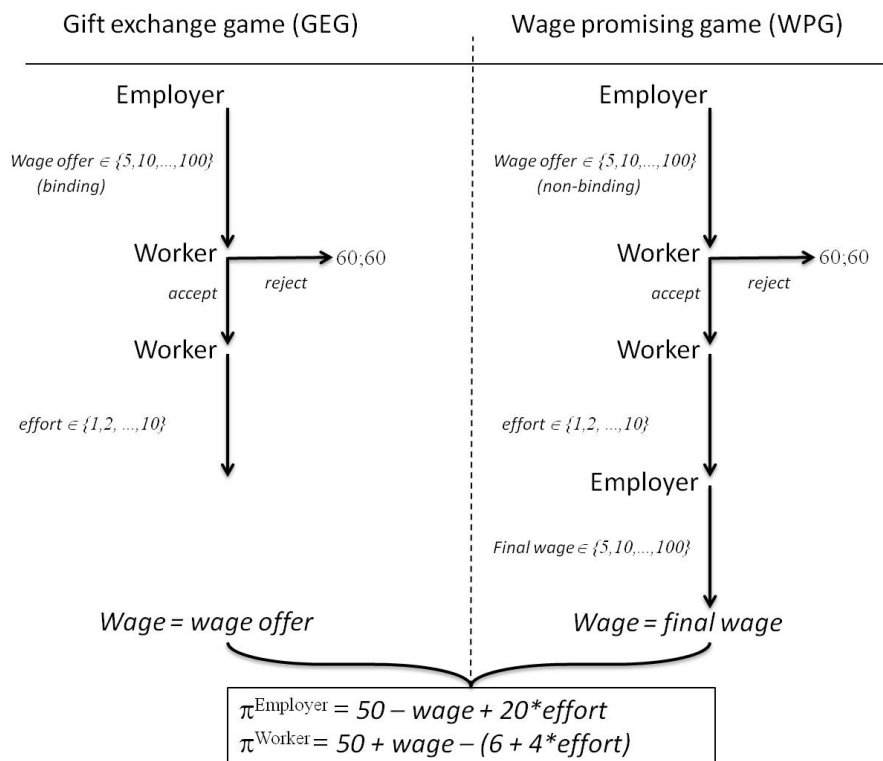 Gift exchange game (GEG)
Employer
Wage offer ∈ {5,10,...,100}
(binding)
Worker
60;60
accept
reject
Worker
effort ∈ {1,2, ...,10}
Wage = wage offer
Wage promising game (WPG)
Employer
Wage offer ∈ {5,10,...,100}
(non-binding)
Worker
60;60
accept
reject
Worker
effort ∈ {1,2, ...,10}
Employer
Final wage ∈ {5,10,...,100}
Wage = final wage
π^Employer = 50 – wage + 20*effort
π^Worker = 50 + wage – (6 + 4*effort)